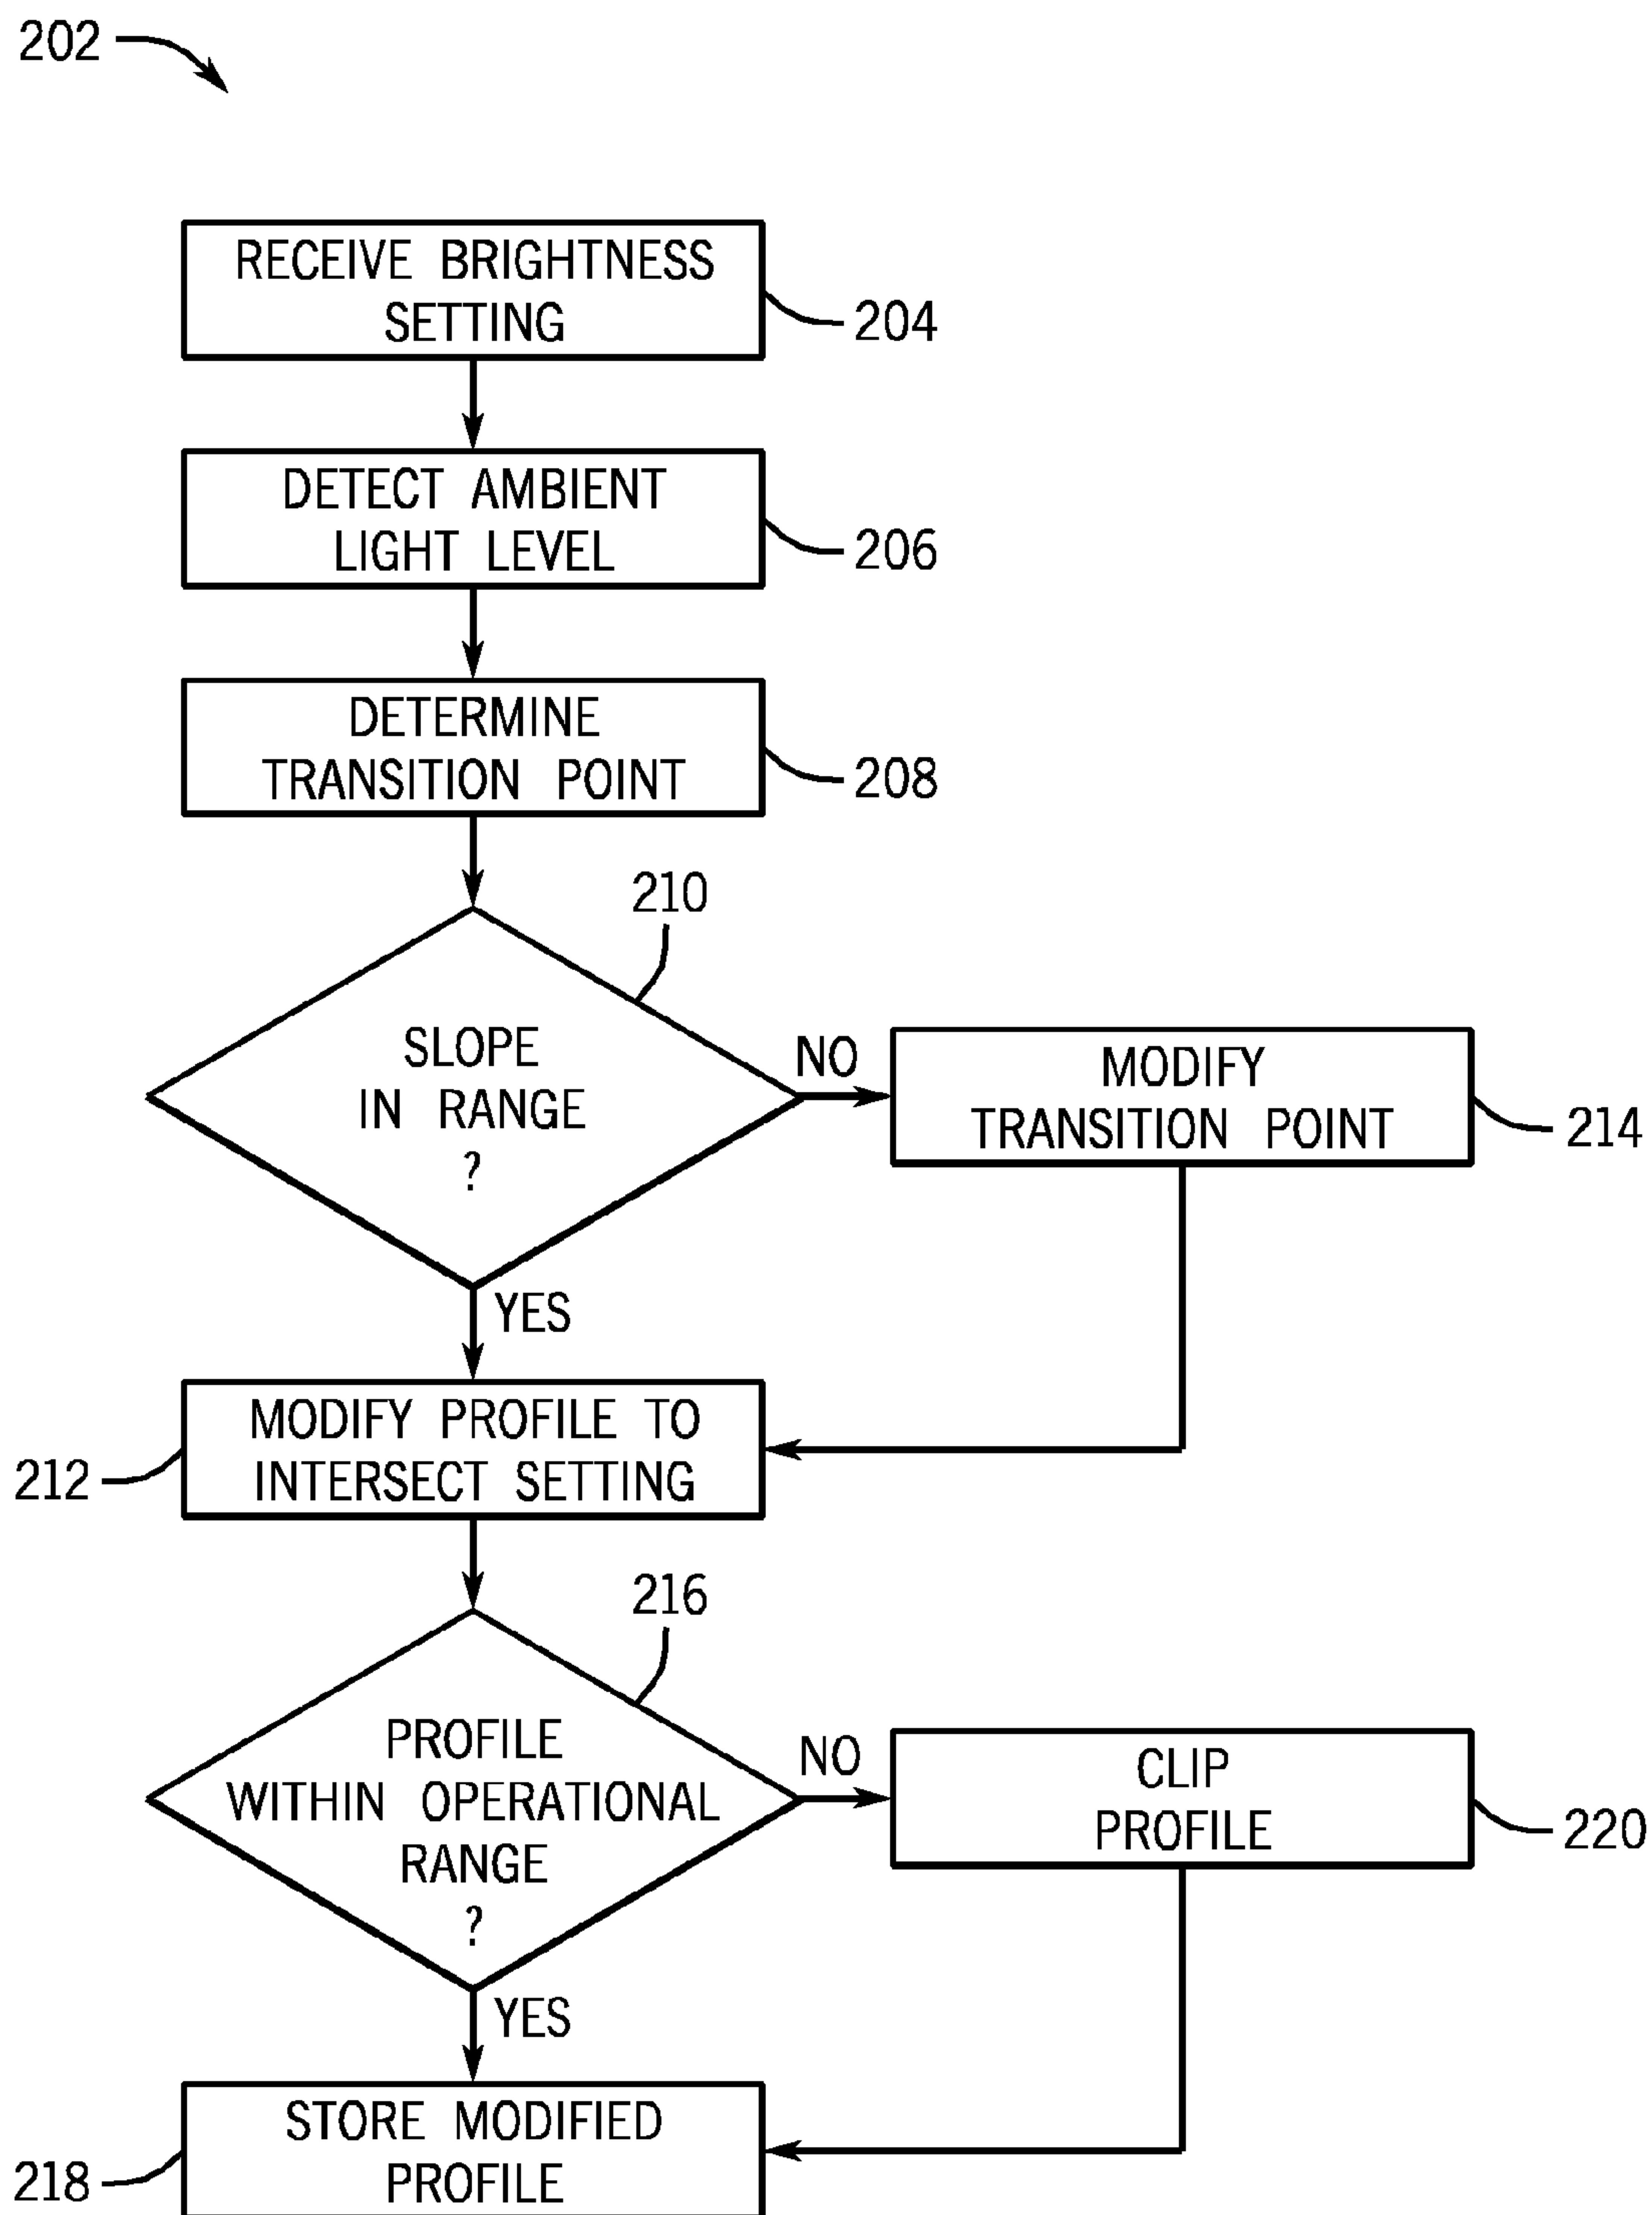 202
RECEIVE BRIGHTNESS
SETTING
204
DETECT AMBIENT
LIGHT LEVEL
206
DETERMINE
TRANSITION POINT
208
210
SLOPE
IN RANGE
?
NO
MODIFY
TRANSITION POINT
214
YES
MODIFY PROFILE TO
INTERSECT SETTING
212
216
PROFILE
WITHIN OPERATIONAL
RANGE
?
NO
CLIP
PROFILE
220
YES
STORE MODIFIED
PROFILE
218